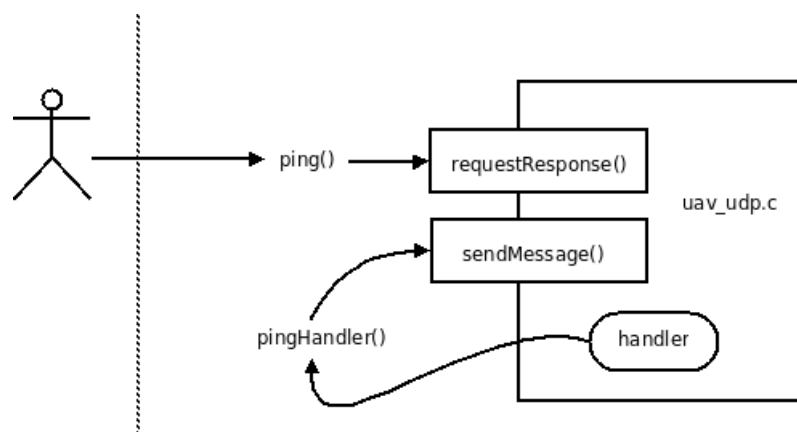 ping()
requestResponse()
uav_udp.c
sendMessage()
pingHandler()
handler